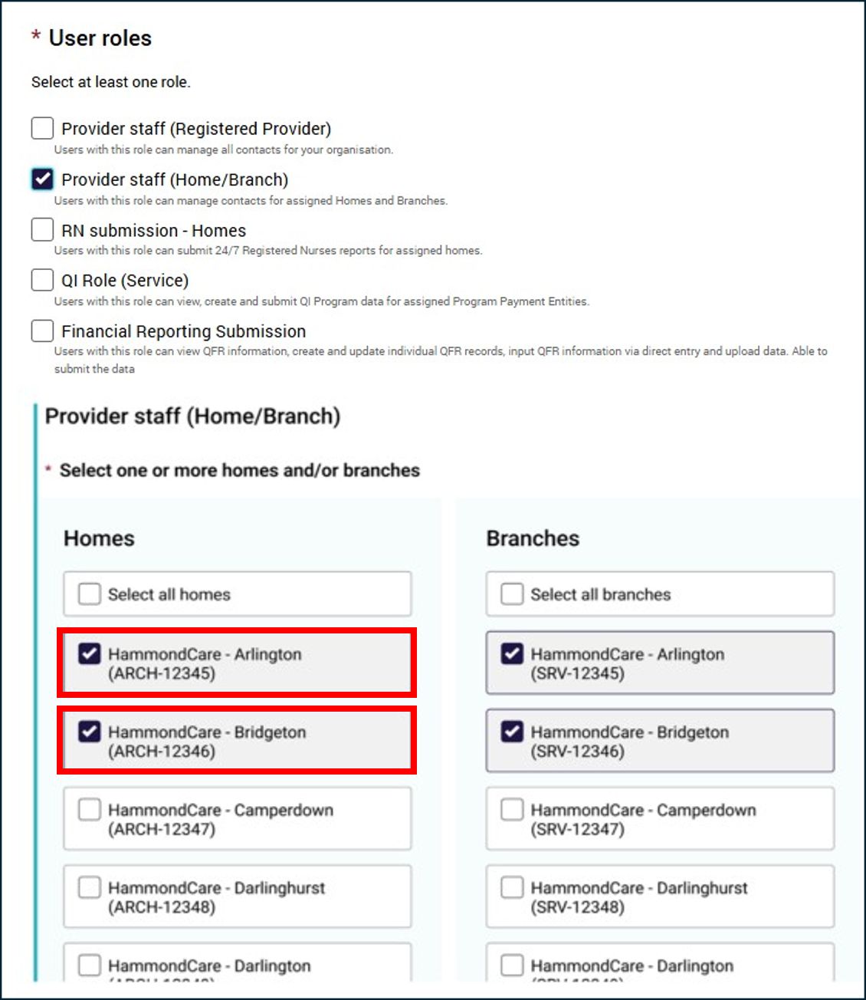 * User roles
Select at least one role.
Provider staff (Registered Provider)
Users with this role can manage all contacts for your organisation.
Provider staff (Home/Branch)
Users with this role can manage contacts for assigned Homes and Branches.
RN submission - Homes
Users with this role can submit 24/7 Registered Nurses reports for assigned homes.
QI Role (Service)
Users with this role can view, create and submit QI Program data for assigned Program Payment Entities.
Financial Reporting Submission
Users with this role can view QFR information, create and update individual QFR records, input QFR information via direct entry and upload data. Able to
submit the data
Provider staff (Home/Branch)
* Select one or more homes and/or branches
Homes
Select all homes
HammondCare - Arlington
(ARCH-12345)
HammondCare - Bridgeton
(ARCH-12346)
HammondCare - Camperdown
(ARCH-12347)
HammondCare - Darlinghurst
(ARCH-12348)
HammondCare - Darlington
Branches
Select all branches
HammondCare - Arlington
(SRV-12345)
HammondCare - Bridgeton
(SRV-12346)
HammondCare - Camperdown
(SRV-12347)
HammondCare - Darlinghurst
(SRV-12348)
HammondCare - Darlington